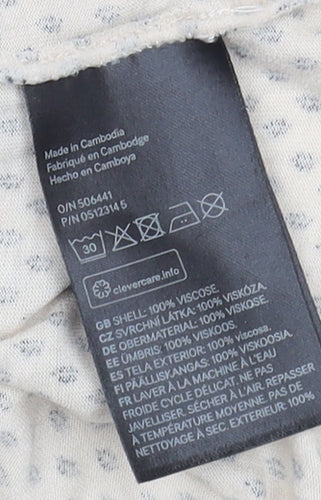 Made in Cambodia
Fabriqué en Cambodge
Hecho en Camboya
O/N 506441
P/N 0512314 5
30
clevercare.info
GB SHELL: 100% VISCOSE.
CZ SVRCHNÍ LÁTKA: 100% VISKÓZA.
DE OBERMATERIAL: 100% VISKOSE.
EE ÜMBRIS: 100% VISKOOS.
ES TELA EXTERIOR: 100% viscosa.
FI PÄÄLLISKANGAS: 100% VISKOOSIA.
FR LAVER À LA MACHINE À L'EAU
FROIDE CYCLE DÉLICAT. NE PAS
JAVELLISER. SÉCHER À L'AIR. REPASSER
À TEMPÉRATURE MOYENNE. PAS DE
NETTOYAGE À SEC. EXTERIEUR: 100%